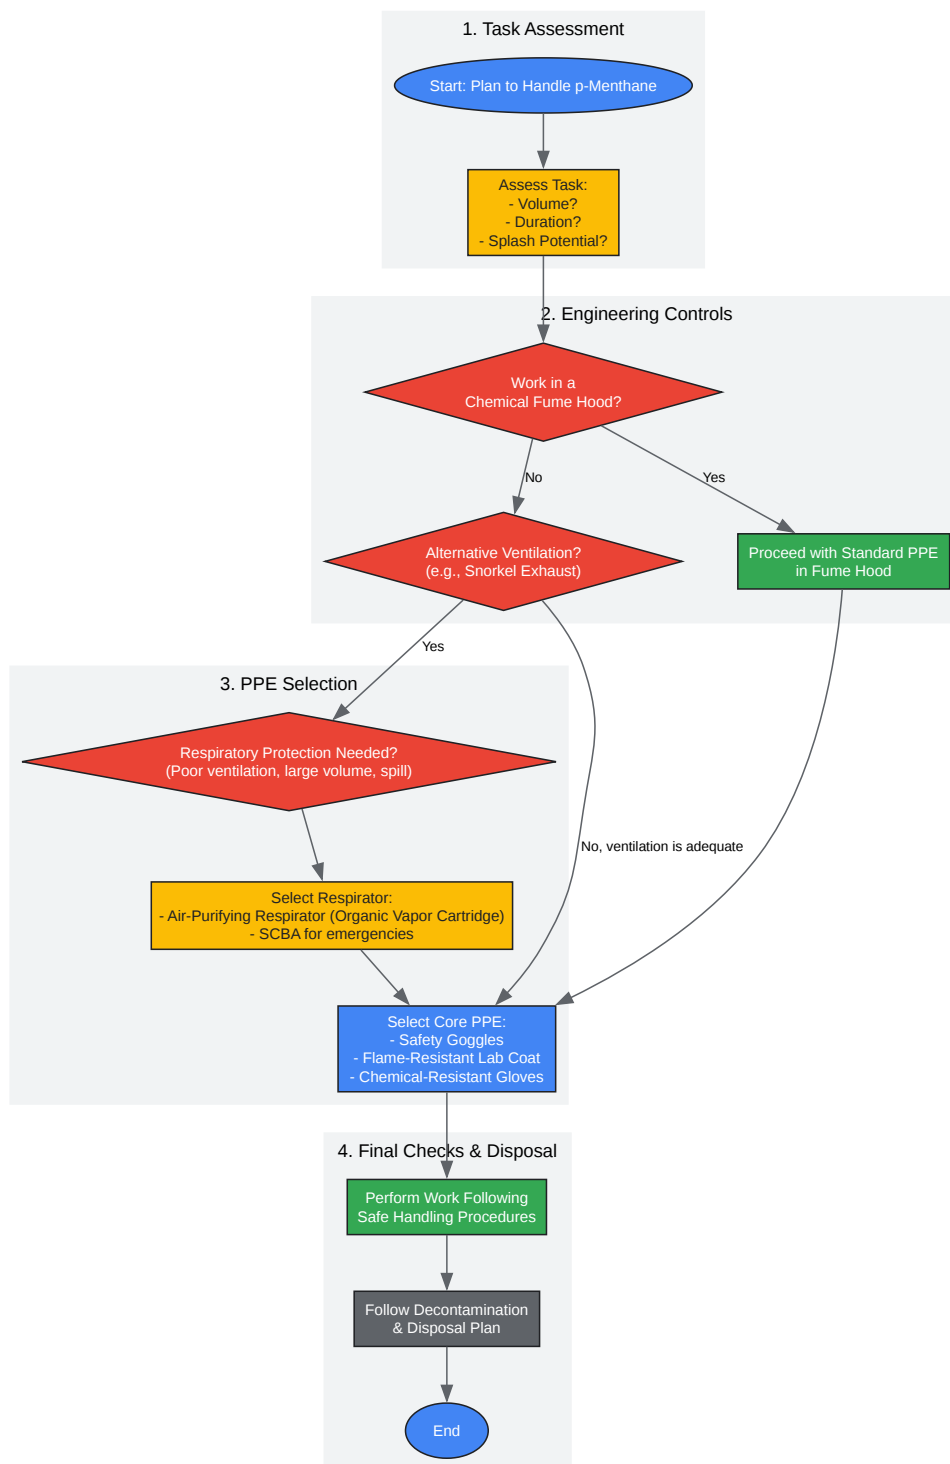 1. Task Assessment
Start: Plan to Handle p-Menthane
Assess Task:
- Volume?
- Duration?
- Splash Potential?
2. Engineering Controls
Work in a
Chemical Fume Hood?
No
Yes
Alternative Ventilation?
(e.g., Snorkel Exhaust)
Proceed with Standard PPE
in Fume Hood
Yes
3. PPE Selection
Respiratory Protection Needed?
(Poor ventilation, large volume, spill)
No, ventilation is adequate
Select Respirator:
- Air-Purifying Respirator (Organic Vapor Cartridge)
- SCBA for emergencies
Select Core PPE:
- Safety Goggles
- Flame-Resistant Lab Coat
- Chemical-Resistant Gloves
4. Final Checks & Disposal
Perform Work Following
Safe Handling Procedures
Follow Decontamination
& Disposal Plan
End